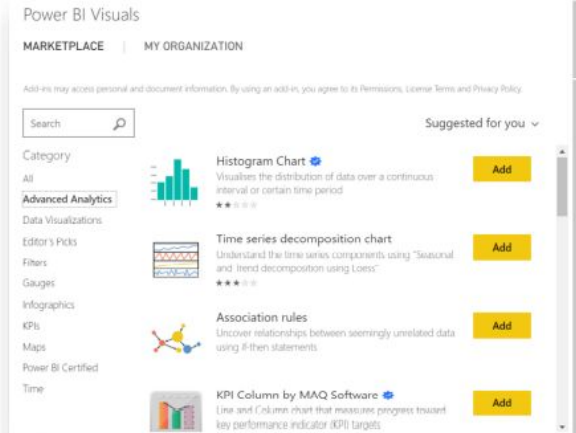 Power BI Visuals
MARKETPLACE | MY ORGANIZATION
Add-ins may access personal and document information. By using an add-in, you agree to its Permissions, License Terms and Privacy Policy.
Search
Suggested for you
Category
All
Advanced Analytics
Data Visualizations
Editor's Picks
Filters
Gauges
Infographics
KPIs
Maps
Power BI Certified
Time
Histogram Chart
Visualises the distribution of data over a continuous
interval or certain time period
Add
Time series decomposition chart
Understand the time series components using "Seasonal
and Trend decomposition using Loess"
Add
Association rules
Uncover relationships between seemingly unrelated data
using if-then statements
Add
KPI Column by MAQ Software
Line and Column chart that measures progress toward
key performance indicator (KPI) targets
Add